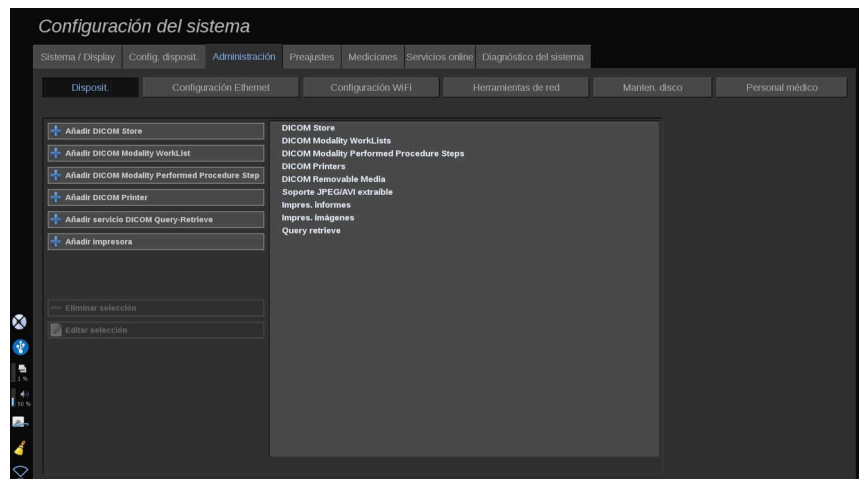 Configuración del sistema
Sistema / Display Config. disposit. Administración Preajustes Mediciones Servicios online Diagnóstico del sistema
Disposit. Configuración Ethernet Configuración WiFi Herramientas de red Manten. disco Personal médico
Añadir DICOM Store
Añadir DICOM Modality WorkList
Añadir DICOM Modality Performed Procedure Step
Añadir DICOM Printer
Añadir servicio DICOM Query-Retrieve
Añadir impresora
Eliminar selección
Editar selección
DICOM Store
DICOM Modality WorkLists
DICOM Modality Performed Procedure Steps
DICOM Printers
DICOM Removable Media
Soporte JPEG/AVI extraíble
Impres. informes
Impres. imágenes
Query retrieve
1 %
50 %